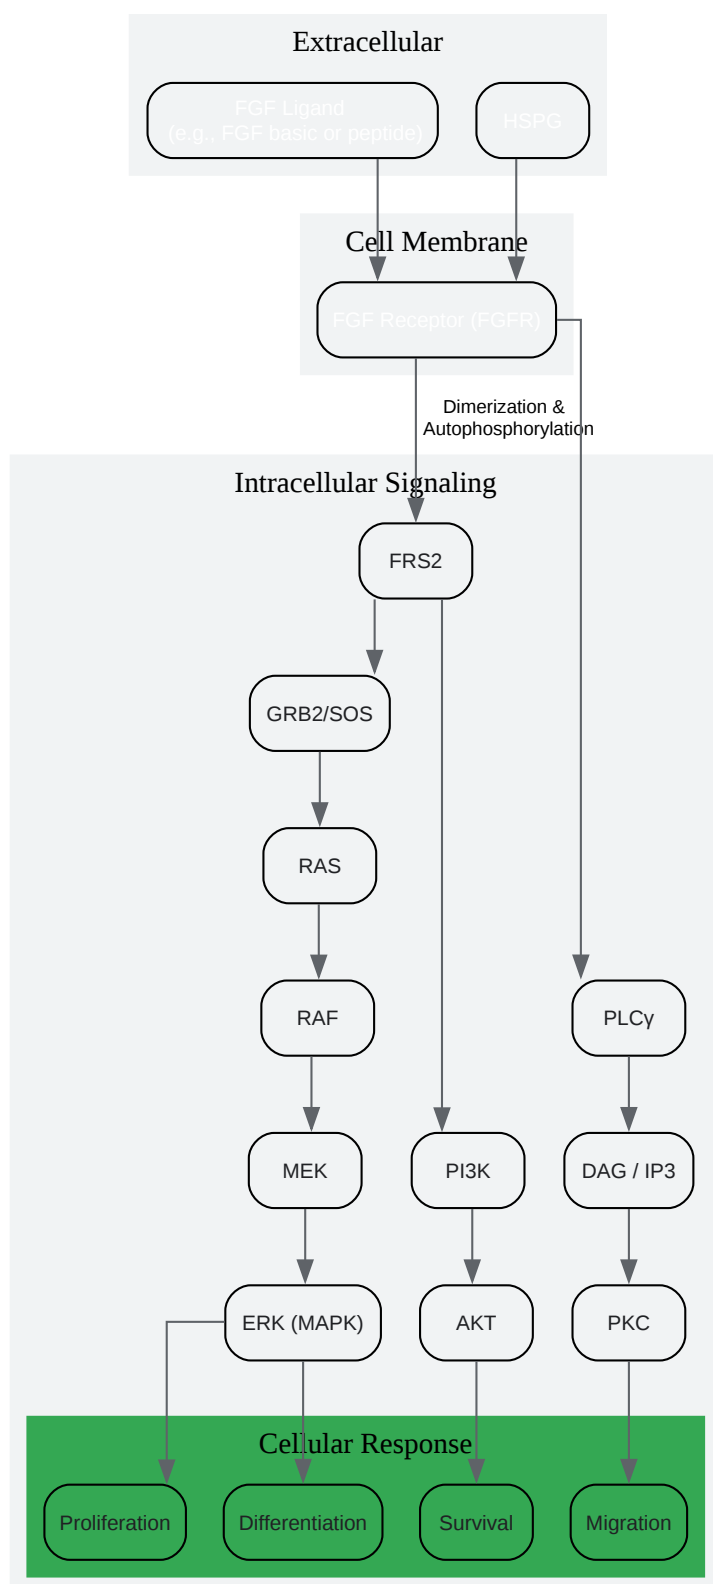 Extracellular
FGF Ligand
(e.g., FGF basic or peptide)
HSPG
Cell Membrane
FGF Receptor (FGFR)
Dimerization &
Autophosphorylation
Intracellular Signaling
FRS2
GRB2/SOS
RAS
RAF
PLCγ
MEK
PI3K
DAG / IP3
ERK (MAPK)
AKT
PKC
Cellular Response
Proliferation
Differentiation
Survival
Migration